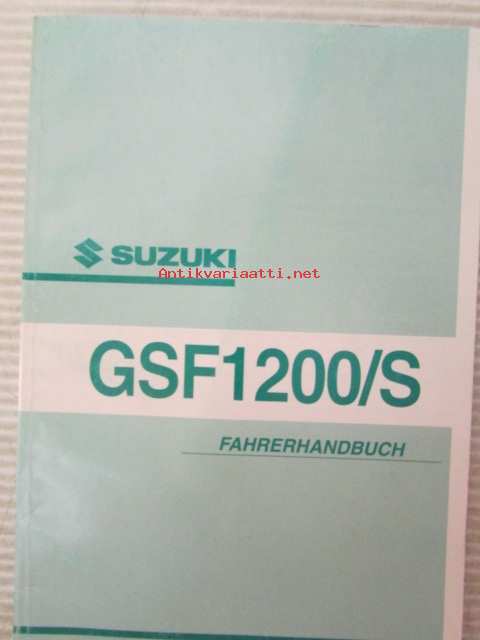 SUZUKI
Antikvariaatti.net
GSF1200/S
FAHRERHANDBUCH